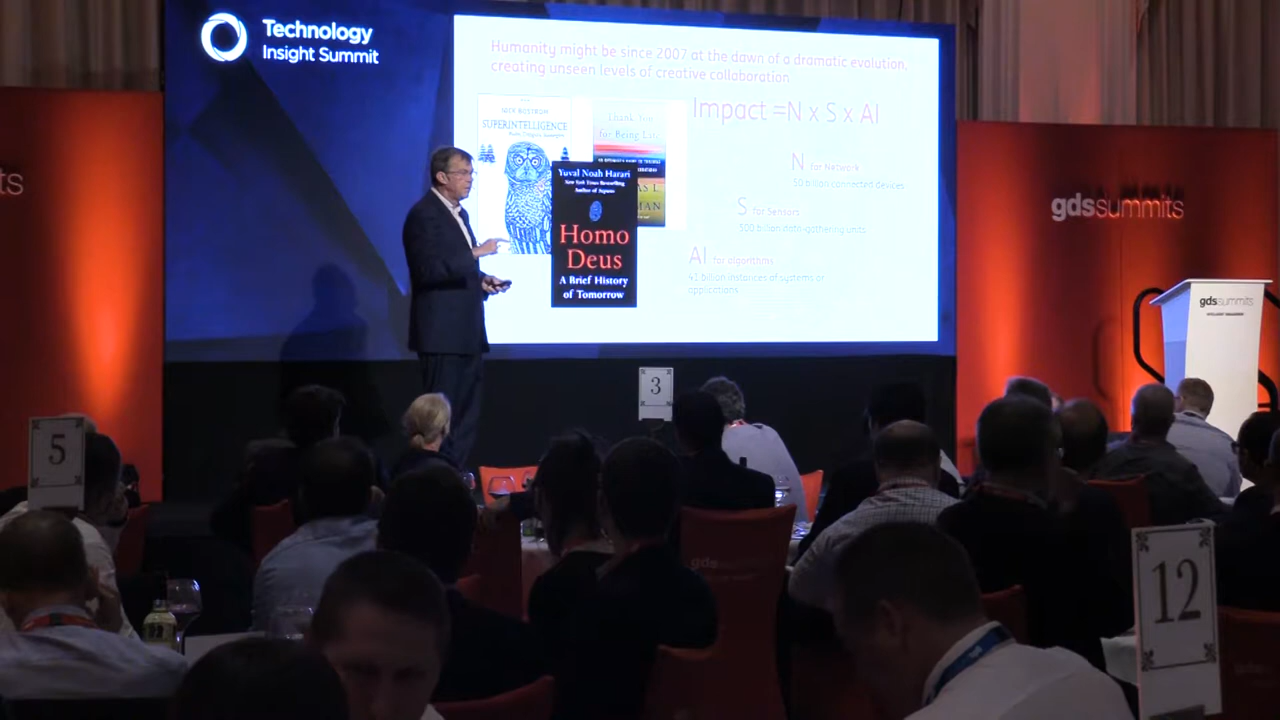 Technology
Insight Summit
Humanity might be since 2007 at the dawn of a dramatic evolution,
creating unseen levels of creative collaboration
Impact =N x S x AI
NICK BOSTROM
SUPERINTELLIGENCE
Thank You
for Being Late
Yuval Noah Harari
New York Times Bestselling
Author of Sapiens
Homo
Deus
A Brief History
of Tomorrow
MAN
N for Network
50 billion connected devices
S for Sensors
500 billion data gathering units
AI for algorithms
41 billion instances of systems or
applications
ts
gdssummits
gdssummits
3
5
12
gds